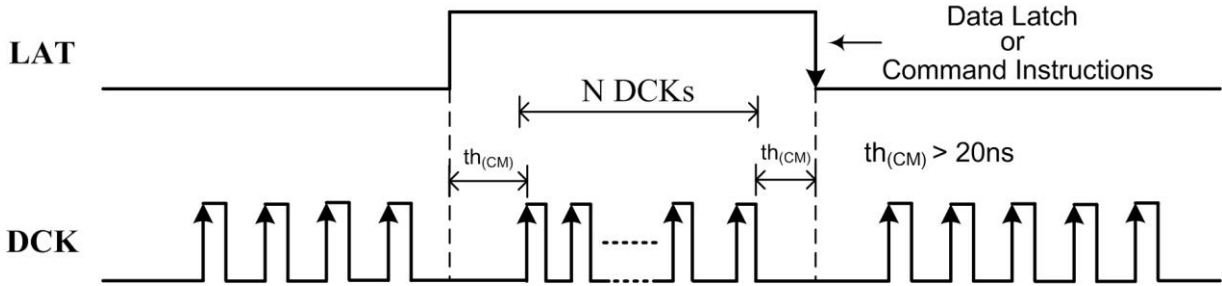 LAT
Data Latch
or
Command Instructions
N DCKs
th(CM)
th(CM)
th(CM) > 20ns
DCK